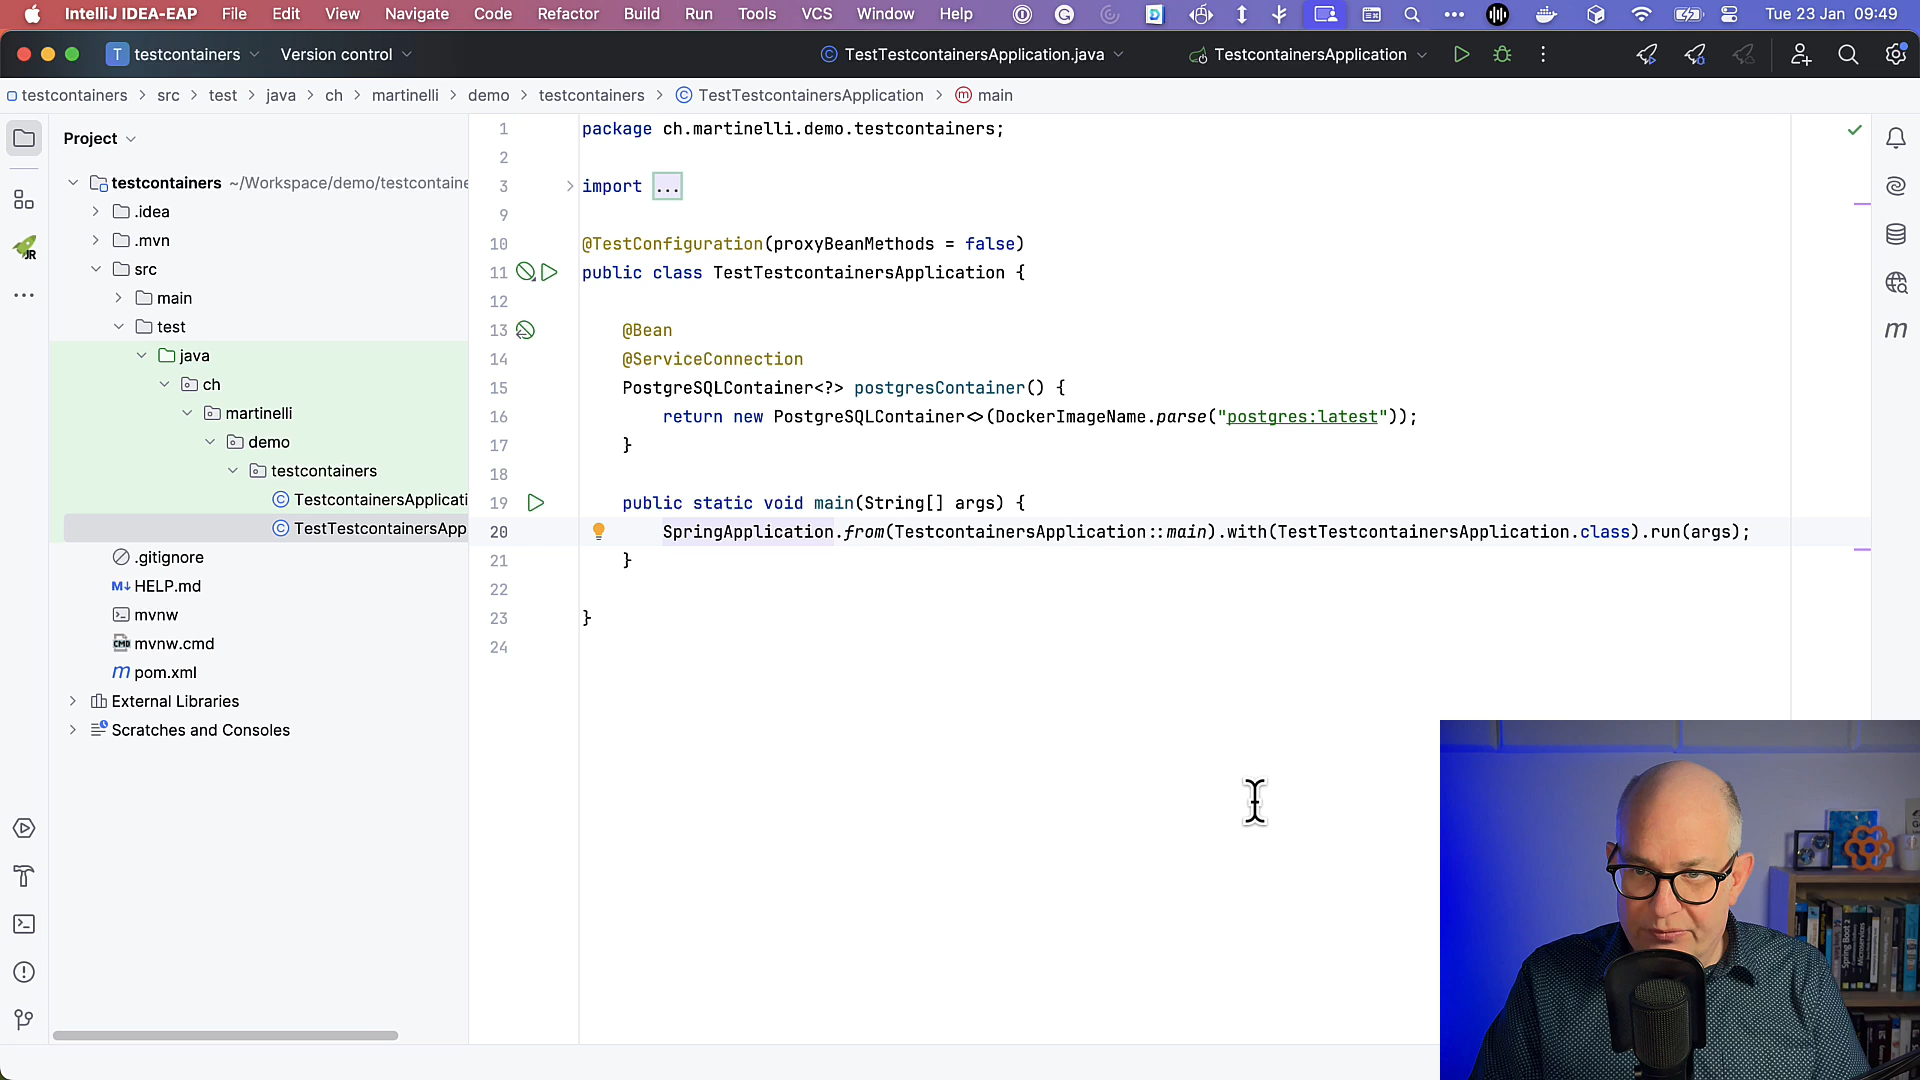 IntelliJ IDEA-EAP File Edit View Navigate Code Refactor Build Run Tools VCS Window Help Tue 23 Jan 09:49
T testcontainers Version control TestTestcontainersApplication.java TestcontainersApplication
testcontainers > src > test > java > ch > martinelli > demo > testcontainers > TestTestcontainersApplication > main
Project
testcontainers ~/Workspace/demo/testcontaine
.idea
.mvn
src
main
test
java
ch
martinelli
demo
testcontainers
TestcontainersApplicati
TestTestcontainersApp
.gitignore
HELP.md
mvnw
mvnw.cmd
pom.xml
External Libraries
Scratches and Consoles
1 package ch.martinelli.demo.testcontainers;
2
3 import ...
9
10 @TestConfiguration(proxyBeanMethods = false)
11 public class TestTestcontainersApplication {
12
13 @Bean
14 @ServiceConnection
15 PostgreSQLContainer<?> postgresContainer() {
16 return new PostgreSQLContainer<>(DockerImageName.parse("postgres:latest"));
17 }
18
19 public static void main(String[] args) {
20 SpringApplication.from(TestcontainersApplication::main).with(TestTestcontainersApplication.class).run(args);
21 }
22
23 }
24